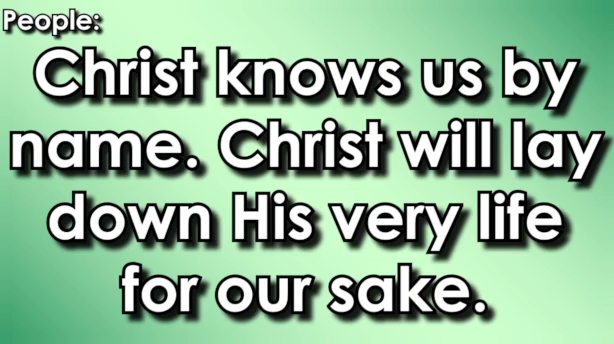 People:
Christ knows us by
name. Christ will lay
down His very life
for our sake.